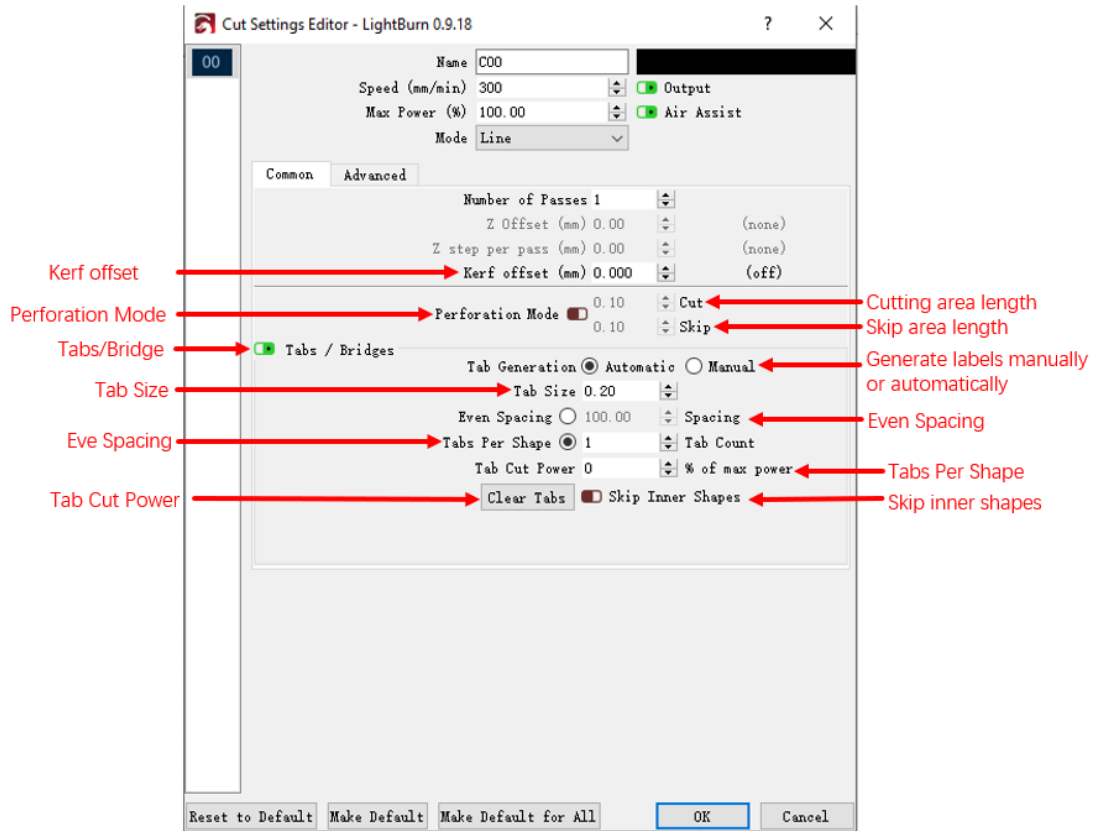 Cut Settings Editor - LightBurn 0.9.18 ? ×
00
Name C00
Speed (mm/min) 300 Output
Max Power (%) 100.00 Air Assist
Mode Line
Common Advanced
Number of Passes 1
Z Offset (mm) 0.00 (none)
Z step per pass (mm) 0.00 (none)
Kerf offset Kerf offset (mm) 0.000 (off)
0.10 Cut Cutting area length
Perforation Mode Perforation Mode
0.10 Skip Skip area length
Tabs/Bridge Tabs / Bridges
Tab Generation Automatic Manual Generate labels manually
or automatically
Tab Size Tab Size 0.20
Even Spacing 100.00 Spacing Even Spacing
Eve Spacing Tabs Per Shape 1 Tab Count
Tab Cut Power 0 % of max power Tabs Per Shape
Tab Cut Power Clear Tabs Skip Inner Shapes Skip inner shapes
Reset to Default Make Default Make Default for All OK Cancel